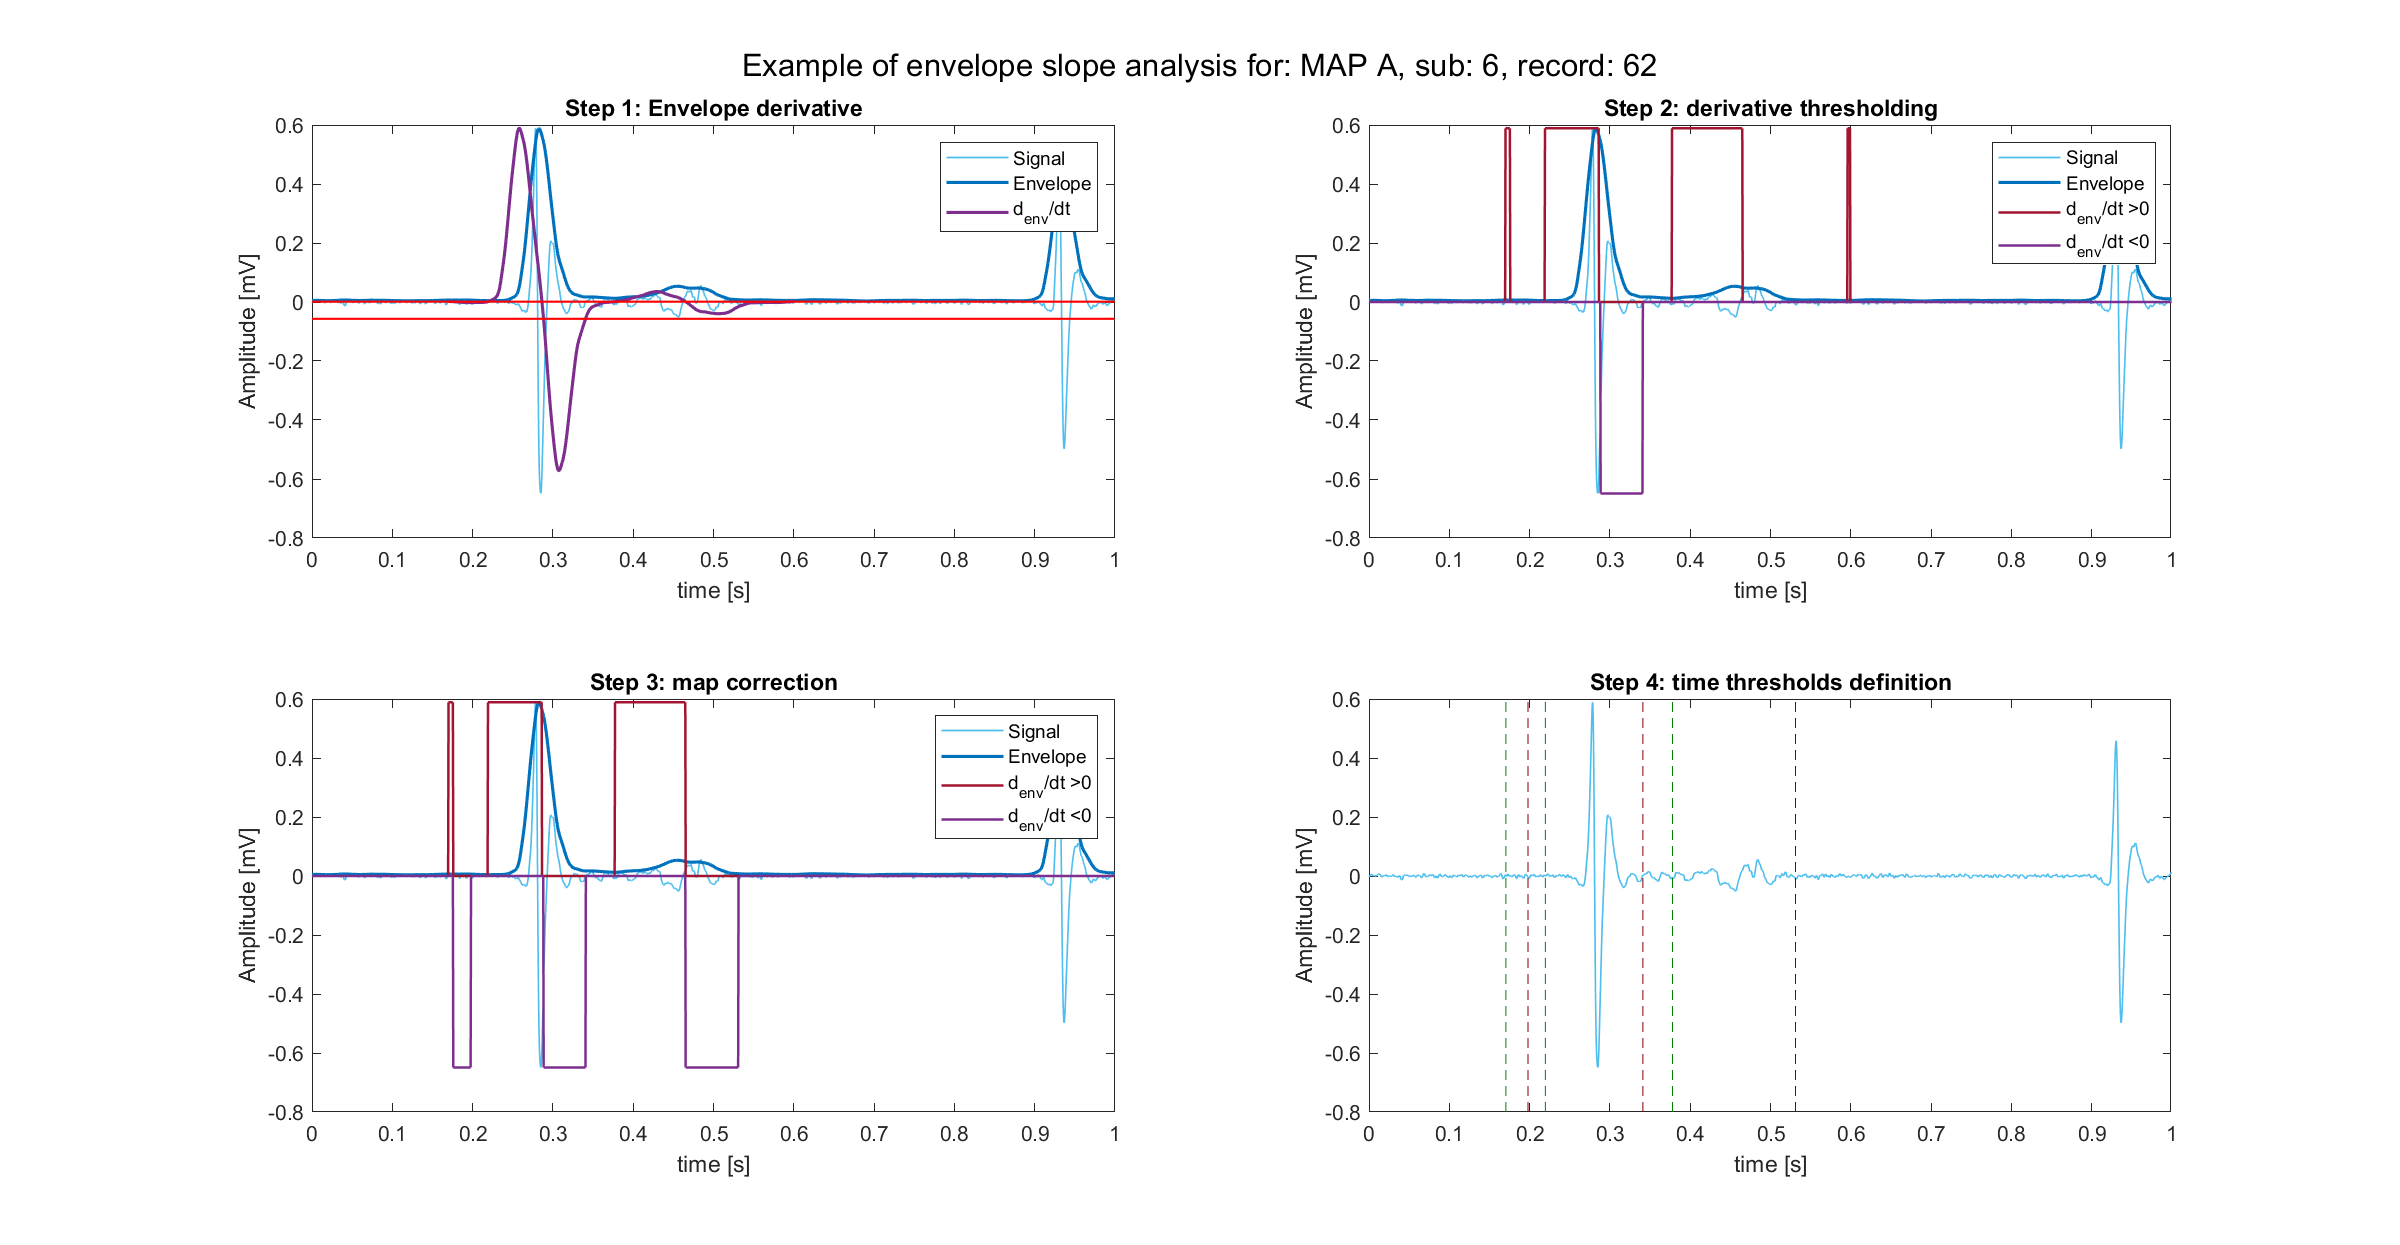 Example of envelope slope analysis for: MAP A, sub: 6, record: 62
Step 1: Envelope derivative
0.6
0.4
0.2
0
-0.2
-0.4
-0.6
-0.8
Amplitude [mV]
Signal
Envelope
d_env/dt
0 0.1 0.2 0.3 0.4 0.5 0.6 0.7 0.8 0.9 1
time [s]
Step 2: derivative thresholding
0.6
0.4
0.2
0
-0.2
-0.4
-0.6
-0.8
Amplitude [mV]
Signal
Envelope
d_env/dt >0
d_env/dt <0
0 0.1 0.2 0.3 0.4 0.5 0.6 0.7 0.8 0.9 1
time [s]
Step 3: map correction
0.6
0.4
0.2
0
-0.2
-0.4
-0.6
-0.8
Amplitude [mV]
Signal
Envelope
d_env/dt >0
d_env/dt <0
0 0.1 0.2 0.3 0.4 0.5 0.6 0.7 0.8 0.9 1
time [s]
Step 4: time thresholds definition
0.6
0.4
0.2
0
-0.2
-0.4
-0.6
-0.8
Amplitude [mV]
0 0.1 0.2 0.3 0.4 0.5 0.6 0.7 0.8 0.9 1
time [s]